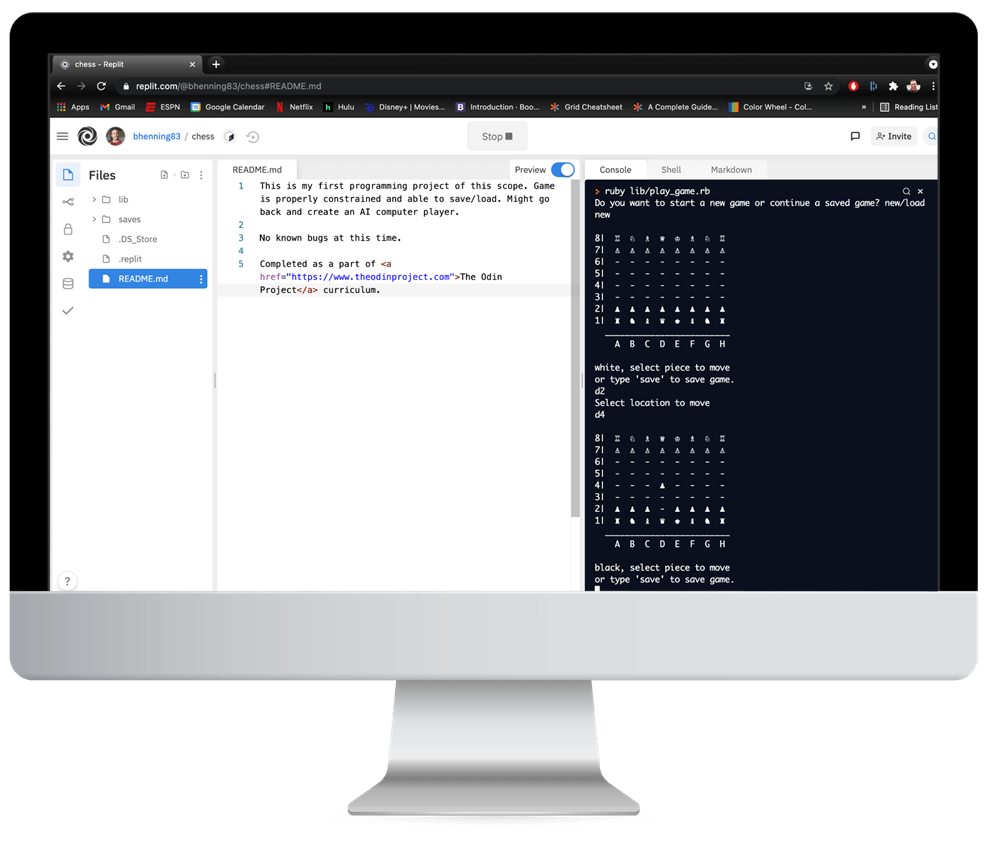 chess - Replit
replit.com/@bhenning83/chess#README.md
Apps Gmail ESPN Google Calendar Netflix Hulu Disney+ | Movies... Introduction · Boo... Grid Cheatsheet A Complete Guide... Color Wheel - Col... » Reading List
bhenning83 / chess Stop Invite
Files
lib
saves
.DS_Store
.replit
README.md
?
README.md Preview
1 This is my first programming project of this scope. Game
is properly constrained and able to save/load. Might go
back and create an AI computer player.
2
3 No known bugs at this time.
4
5 Completed as a part of <a
href="https://www.theodinproject.com">The Odin
Project</a> curriculum.
Console Shell Markdown
> ruby lib/play_game.rb
Do you want to start a new game or continue a saved game? new/load
new
8| ♖ ♘ ♗ ♛ ♔ ♗ ♘ ♖
7| ♙ ♙ ♙ ♙ ♙ ♙ ♙ ♙
6| - - - - - - - -
5| - - - - - - - -
4| - - - - - - - -
3| - - - - - - - -
2| ♟ ♟ ♟ ♟ ♟ ♟ ♟ ♟
1| ♜ ♞ ♝ ♛ ♚ ♝ ♞ ♜
A B C D E F G H
white, select piece to move
or type 'save' to save game.
d2
Select location to move
d4
8| ♖ ♘ ♗ ♛ ♔ ♗ ♘ ♖
7| ♙ ♙ ♙ ♙ ♙ ♙ ♙ ♙
6| - - - - - - - -
5| - - - - - - - -
4| - - - ♟ - - - -
3| - - - - - - - -
2| ♟ ♟ ♟ - ♟ ♟ ♟ ♟
1| ♜ ♞ ♝ ♛ ♚ ♝ ♞ ♜
A B C D E F G H
black, select piece to move
or type 'save' to save game.